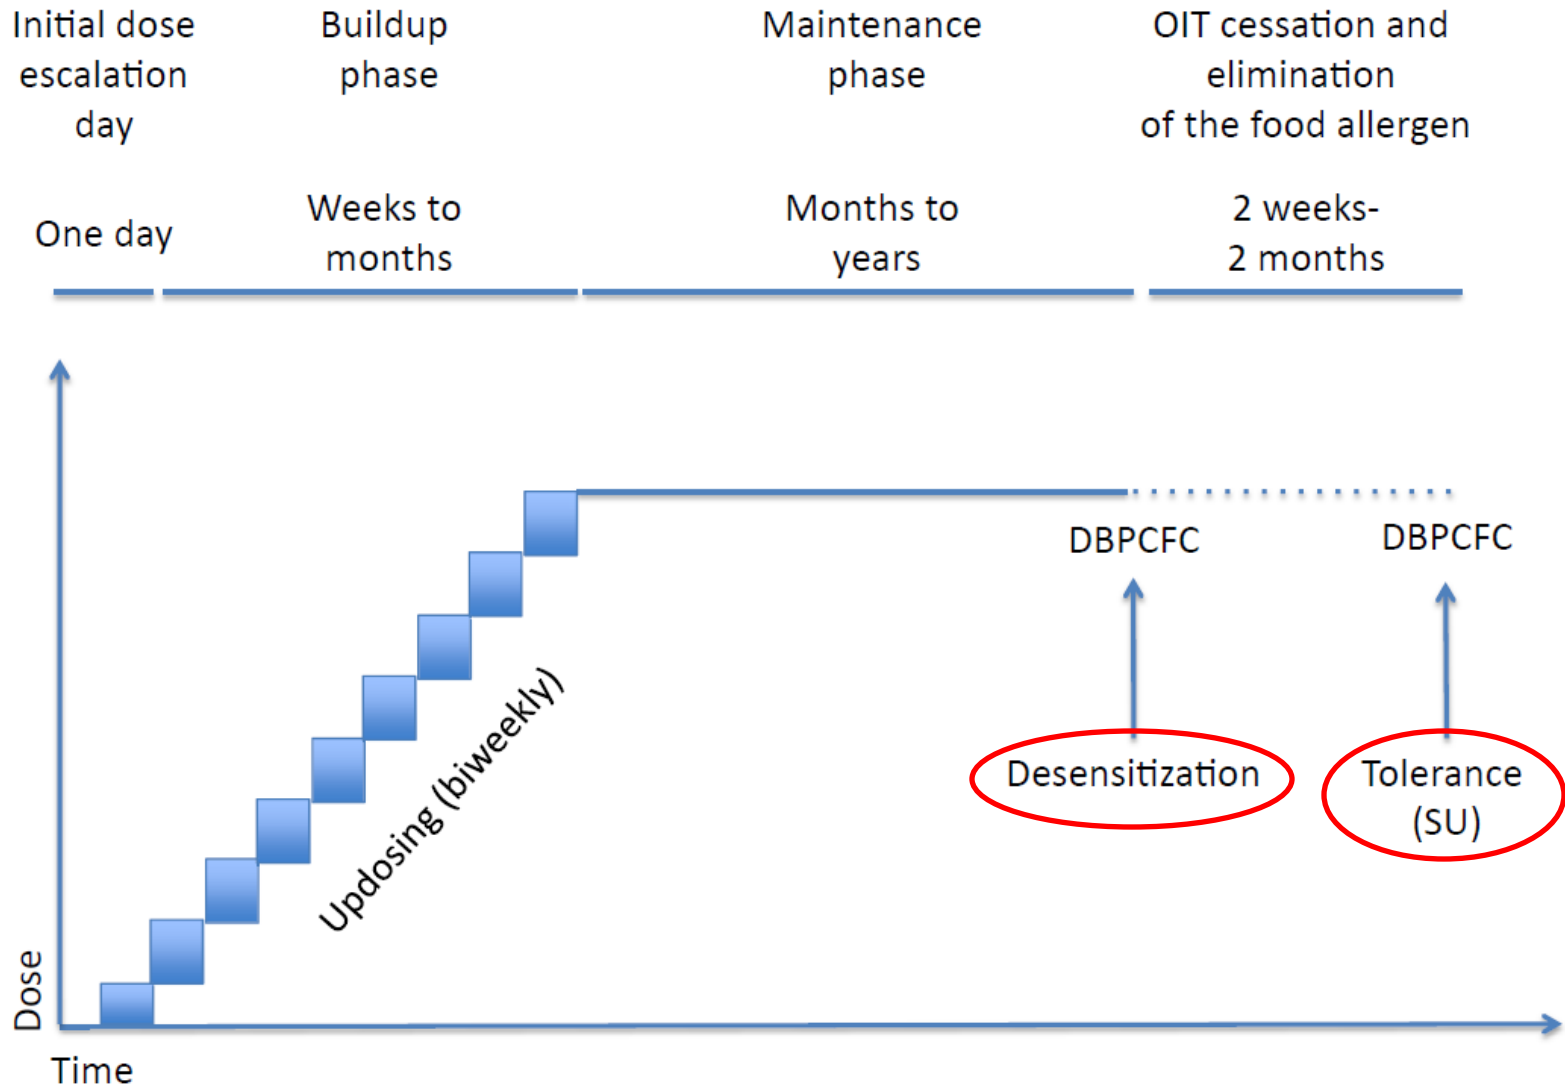 Initial dose
escalation
day
Buildup
phase
Maintenance
phase
OIT cessation and
elimination
of the food allergen
One day
Weeks to
months
Months to
years
2 weeks-
2 months
Updosing (biweekly)
DBPCFC
DBPCFC
Desensitization
Tolerance
(SU)
Dose
Time